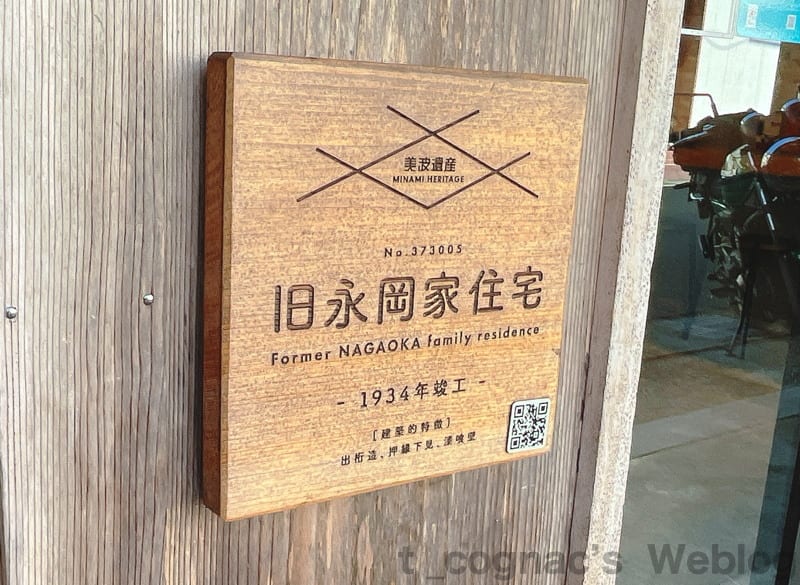 美波遺産
MINAMI HERITAGE
No.373005
旧永岡家住宅
Former NAGAOKA family residence
- 1934年竣工 -
［建築的特徴］
出桁造、押縁下見、漆喰壁
t_cognac's Weblog